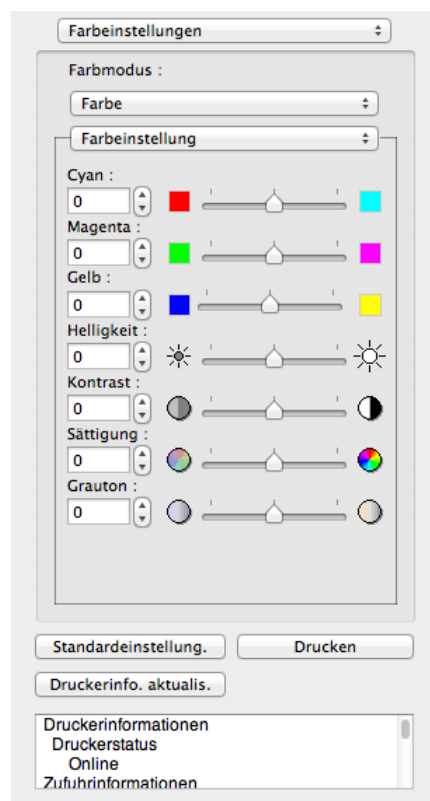 Farbeinstellungen
Farbmodus :
Farbe
Farbeinstellung
Cyan :
0
Magenta :
0
Gelb :
0
Helligkeit :
0
Kontrast :
0
Sättigung :
0
Grauton :
0
Standardeinstellung. Drucken
Druckerinfo. aktualis.
Druckerinformationen
Druckerstatus
Online
Zufuhrinformationen